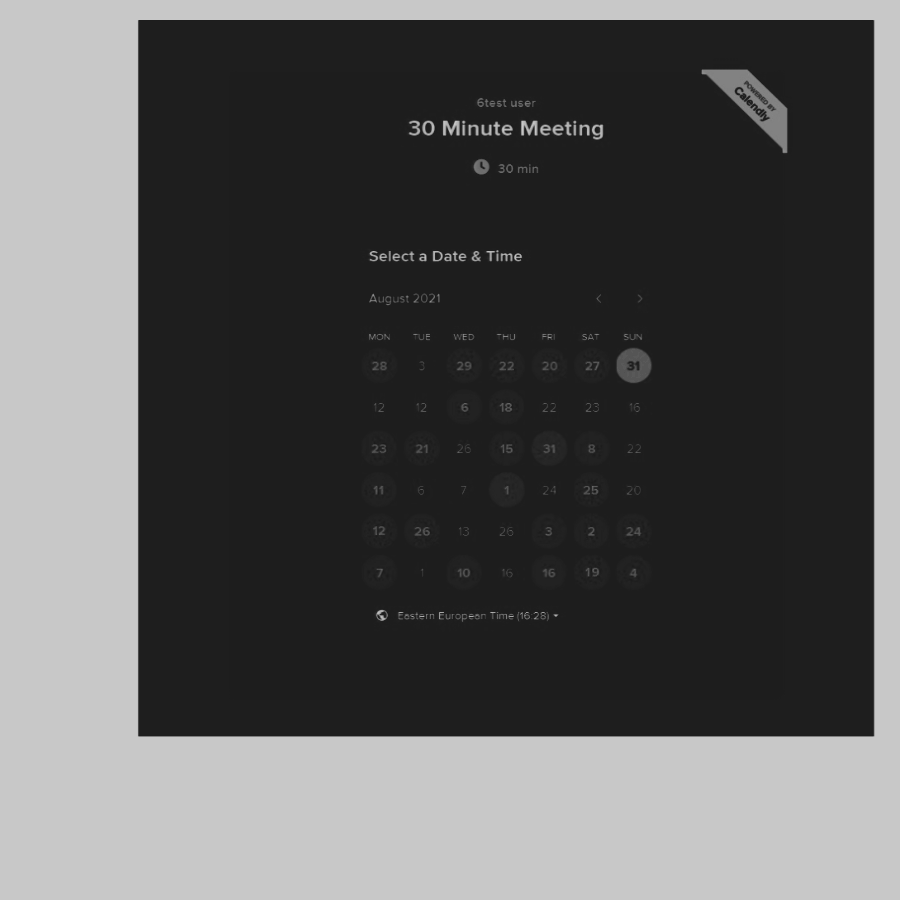 POWERED BY
Calendly
6test user
30 Minute Meeting
30 min
Select a Date & Time
August 2021
MON TUE WED THU FRI SAT SUN
28 3 29 22 20 27 31
12 12 6 18 22 23 16
23 21 26 15 31 8 22
11 6 7 1 24 25 20
12 26 13 26 3 2 24
7 1 10 16 16 19 4
Eastern European Time (16:28)